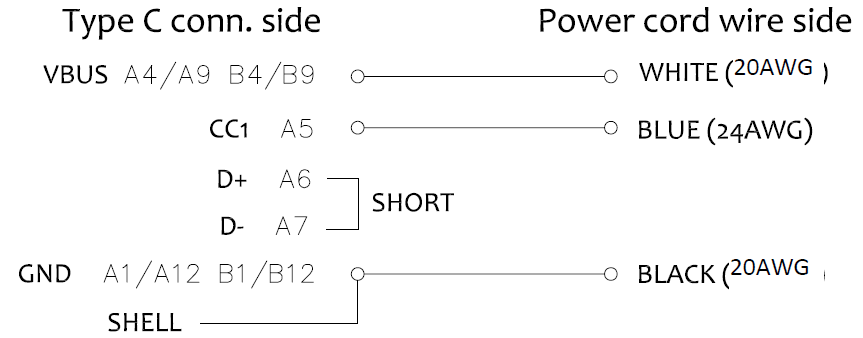 Type C conn. side Power cord wire side
VBUS A4/A9 B4/B9 WHITE (20AWG )
CC1 A5 BLUE (24AWG)
D+ A6
SHORT
D- A7
GND A1/A12 B1/B12 BLACK (20AWG
SHELL